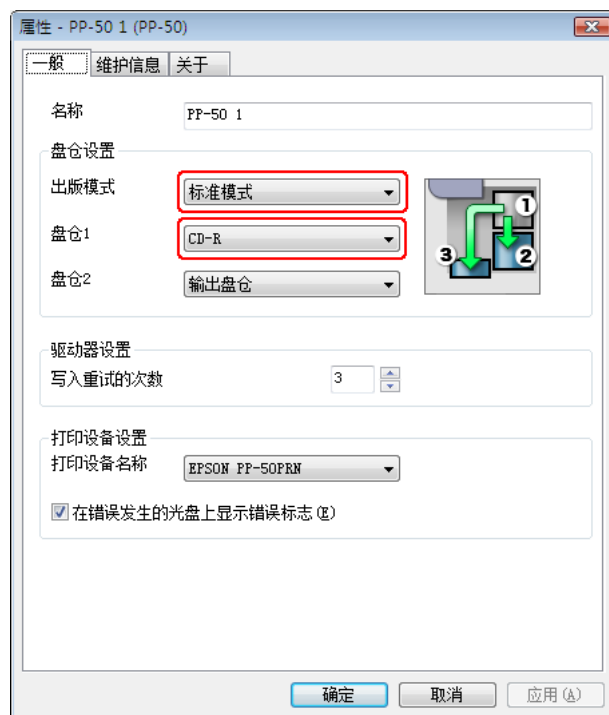 属性 - PP-50 1 (PP-50)
一般 维护信息 关于
名称 PP-50 1
盘仓设置
出版模式 标准模式
盘仓1 CD-R
盘仓2 输出盘仓
1
3 2
驱动器设置
写入重试的次数 3
打印设备设置
打印设备名称 EPSON PP-50PRN
在错误发生的光盘上显示错误标志(E)
确定 取消 应用(A)